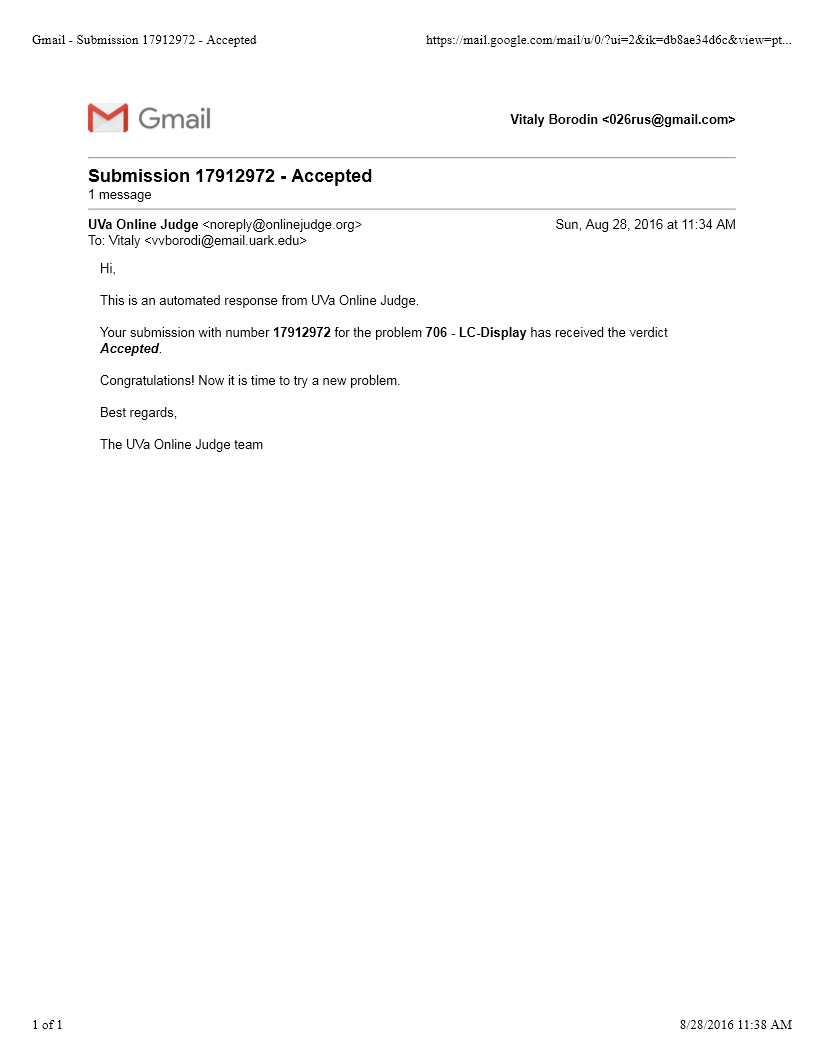 Gmail - Submission 17912972 - Accepted https://mail.google.com/mail/u/0/?ui=2&ik=db8ae34d6c&view=pt...
Gmail Vitaly Borodin <026rus@gmail.com>
Submission 17912972 - Accepted
1 message
UVa Online Judge <noreply@onlinejudge.org> Sun, Aug 28, 2016 at 11:34 AM
To: Vitaly <vvborodi@email.uark.edu>
Hi,
This is an automated response from UVa Online Judge.
Your submission with number 17912972 for the problem 706 - LC-Display has received the verdict
Accepted.
Congratulations! Now it is time to try a new problem.
Best regards,
The UVa Online Judge team
1 of 1 8/28/2016 11:38 AM